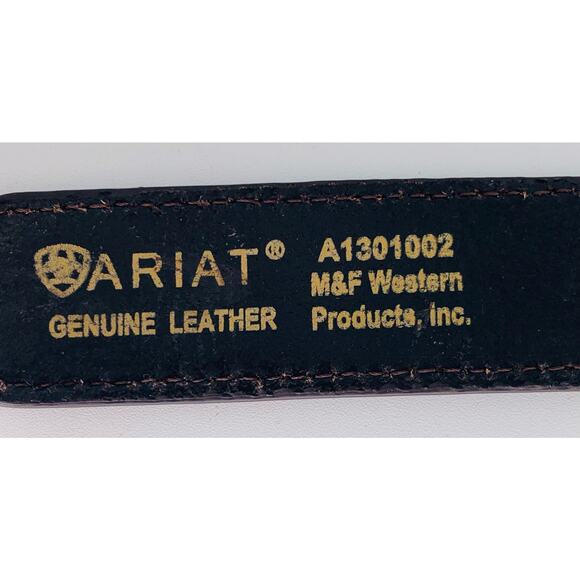 ARIAT®
GENUINE LEATHER
A1301002
M&F Western
Products, Inc.